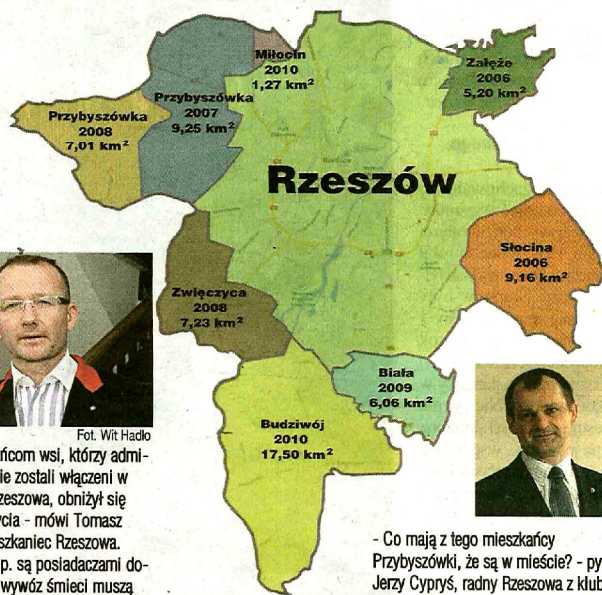 Miłocin
2010
1,27 km²
Załęże
2006
5,20 km²
Przybyszówka
2007
9,25 km²
Przybyszówka
2008
7,01 km²
Rzeszów
Słocina
2006
9,16 km²
Zwięczyca
2008
7,23 km²
Biała
2009
6,06 km²
Budziwój
2010
17,50 km²
Fot. Wit Hadło
ńcom wsi, którzy admi-
ie zostali włączeni w
zeszowa, obniżył się
ycia - mówi Tomasz
szkaniec Rzeszowa.
p. są posiadaczami do-
wywóz śmieci muszą
- Co mają z tego mieszkańcy
Przybyszówki, że są w mieście? - py
Jerzy Cypryś, radny Rzeszowa z klub